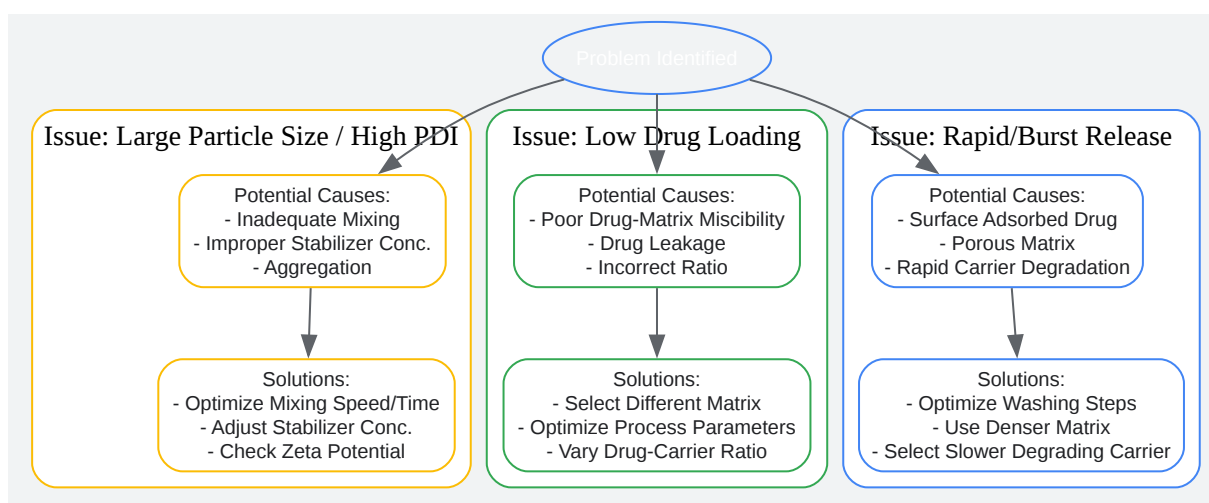 Problem Identified
Issue: Large Particle Size / High PDI
Potential Causes:
- Inadequate Mixing
- Improper Stabilizer Conc.
- Aggregation
Solutions:
- Optimize Mixing Speed/Time
- Adjust Stabilizer Conc.
- Check Zeta Potential
Issue: Low Drug Loading
Potential Causes:
- Poor Drug-Matrix Miscibility
- Drug Leakage
- Incorrect Ratio
Solutions:
- Select Different Matrix
- Optimize Process Parameters
- Vary Drug-Carrier Ratio
Issue: Rapid/Burst Release
Potential Causes:
- Surface Adsorbed Drug
- Porous Matrix
- Rapid Carrier Degradation
Solutions:
- Optimize Washing Steps
- Use Denser Matrix
- Select Slower Degrading Carrier